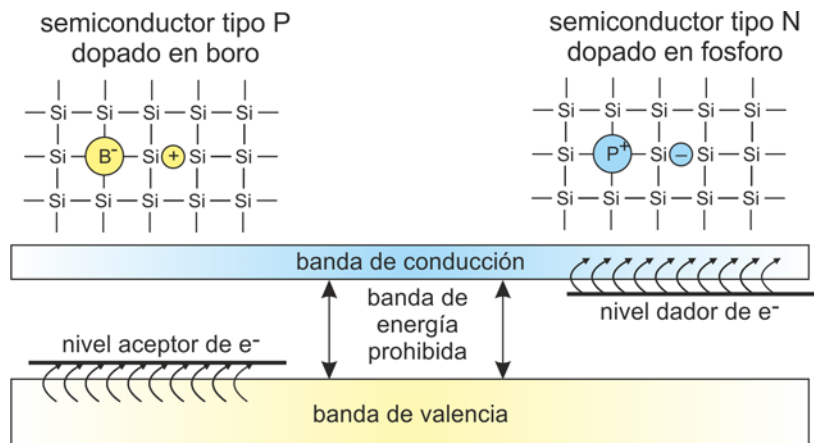 semiconductor tipo P
dopado en boro
semiconductor tipo N
dopado en fosforo
Si Si Si Si Si
Si B⁻ Si + Si
Si Si Si Si Si
Si Si Si Si Si
Si P⁺ Si – Si
Si Si Si Si Si
banda de conducción
banda de
energía
prohibida
nivel dador de e⁻
nivel aceptor de e⁻
banda de valencia